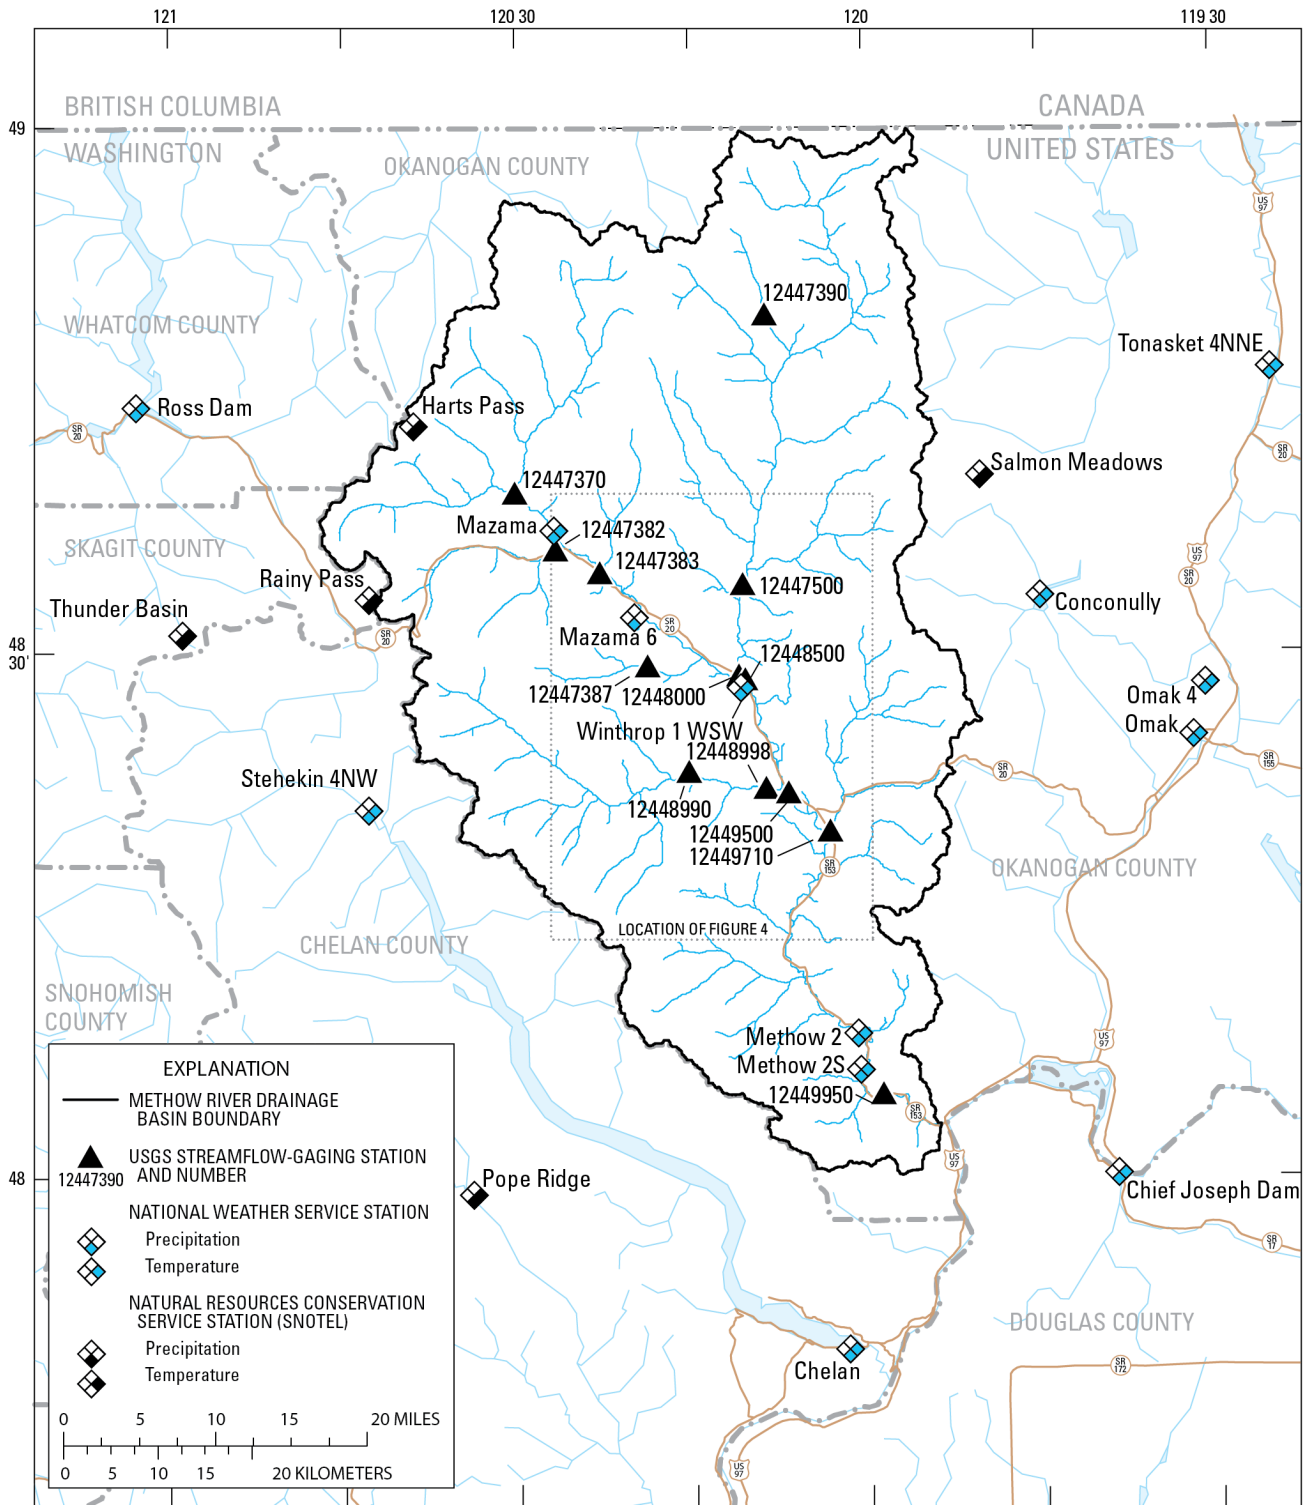 121
120 30
120
119 30
49
BRITISH COLUMBIA
CANADA
WASHINGTON
UNITED STATES
OKANOGAN COUNTY
US
97
12447390
WHATCOM COUNTY
Tonasket 4NNE
Ross Dam
Harts Pass
SR
20
SR
20
Salmon Meadows
12447370
Mazama
12447382
SKAGIT COUNTY
12447383
US
97
SR
20
Rainy Pass
12447500
Thunder Basin
Conconully
SR
20
SR
20
Mazama 6
48
30'
12448500
12447387
12448000
Omak 4
Omak
Winthrop 1 WSW
12448998
SR
155
SR
20
Stehekin 4NW
12448990
12449500
12449710
SR
153
OKANOGAN COUNTY
LOCATION OF FIGURE 4
CHELAN COUNTY
SNOHOMISH
COUNTY
Methow 2
US
97
Methow 2S
12449950
SR
153
US
97
48
Pope Ridge
Chief Joseph Dam
SR
17
DOUGLAS COUNTY
SR
172
Chelan
US
97
EXPLANATION
METHOW RIVER DRAINAGE
BASIN BOUNDARY
USGS STREAMFLOW-GAGING STATION
AND NUMBER
12447390
NATIONAL WEATHER SERVICE STATION
Precipitation
Temperature
NATURAL RESOURCES CONSERVATION
SERVICE STATION (SNOTEL)
Precipitation
Temperature
0 5 10 15 20 MILES
0 5 10 15 20 KILOMETERS